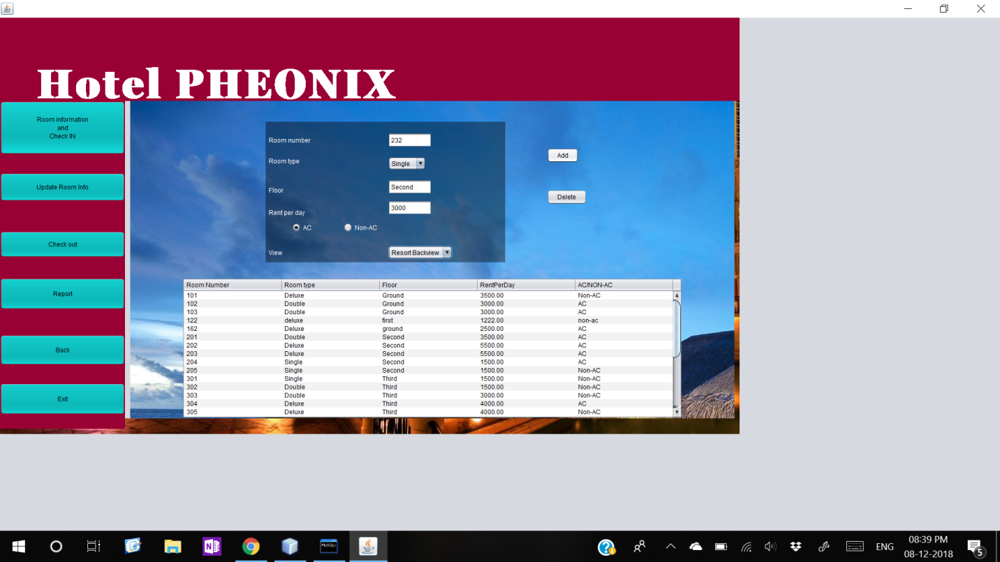 Hotel PHEONIX
Room information
and
Check IN
Update Room Info
Check out
Report
Back
Exit
Room number 232
Room type Single
Floor Second
Rent per day 3000
AC Non-AC
View Resort Backview
Add
Delete
Room Number Room type Floor RentPerDay AC/NON-AC
101 Deluxe Ground 3500.00 Non-AC
102 Double Ground 3000.00 AC
103 Double Ground 3000.00 AC
122 deluxe first 1222.00 non-ac
162 Deluxe ground 2500.00 AC
201 Double Second 3500.00 AC
202 Deluxe Second 5500.00 AC
203 Deluxe Second 5500.00 AC
204 Single Second 1500.00 AC
205 Single Second 1500.00 Non-AC
301 Single Third 1500.00 Non-AC
302 Double Third 1500.00 Non-AC
303 Double Third 3000.00 Non-AC
304 Deluxe Third 4000.00 AC
305 Deluxe Third 4000.00 Non-AC
N
MySQL
ENG
08:39 PM
08-12-2018
5